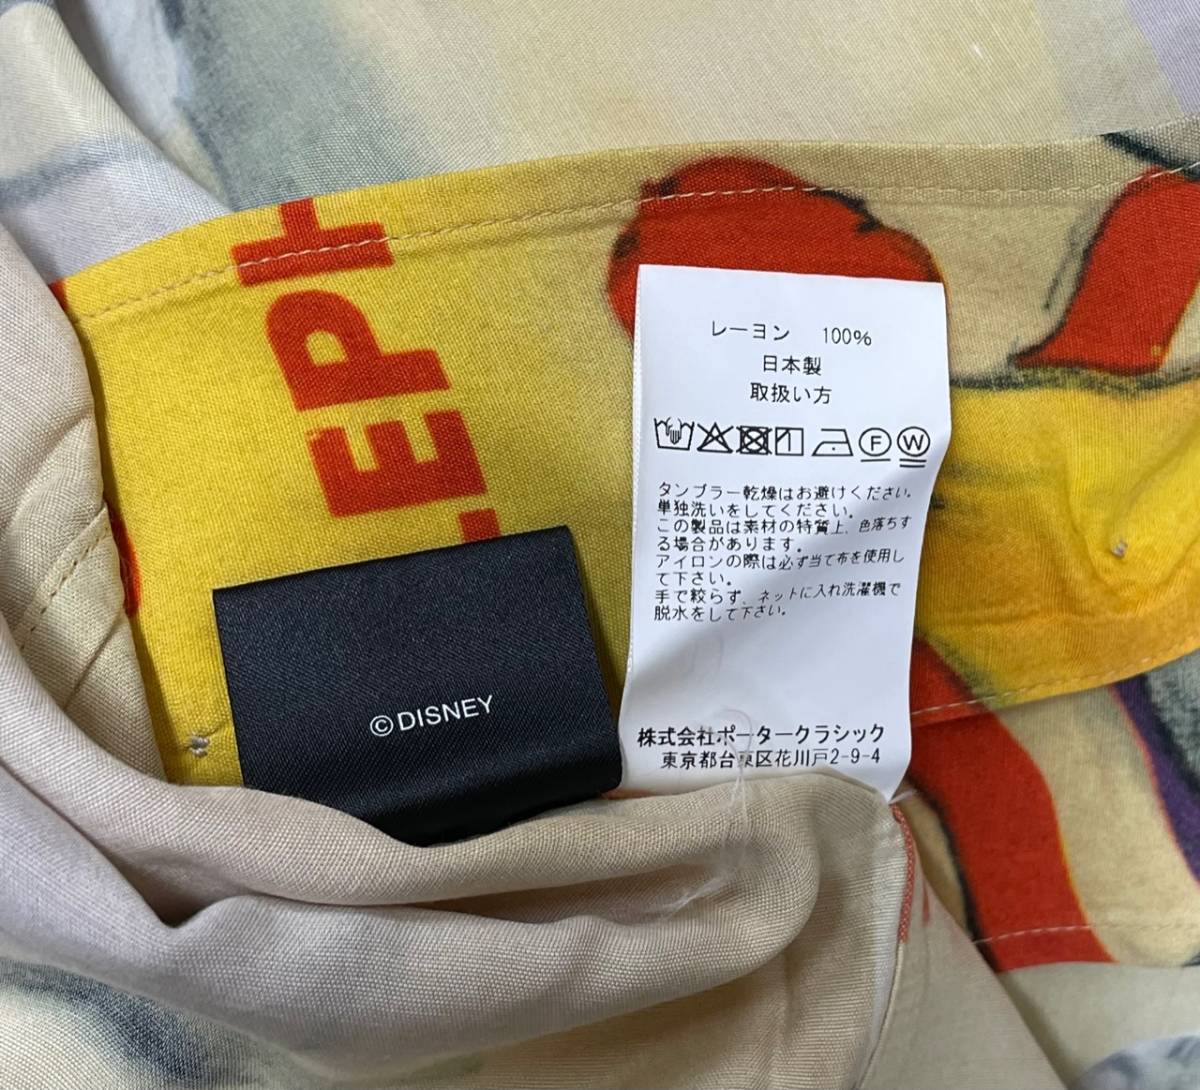 EPH
レーヨン 100%
日本製
取扱い方
F W
タンブラー乾燥はお避けください。
単独洗いをしてください。
この製品は素材の特質上、色落ちす
る場合があります。
アイロンの際は必ず当て布を使用し
て下さい。
手で絞らず、ネットに入れ洗濯機で
脱水をして下さい。
©DISNEY
株式会社ポータークラシック
東京都台東区花川戸2-9-4